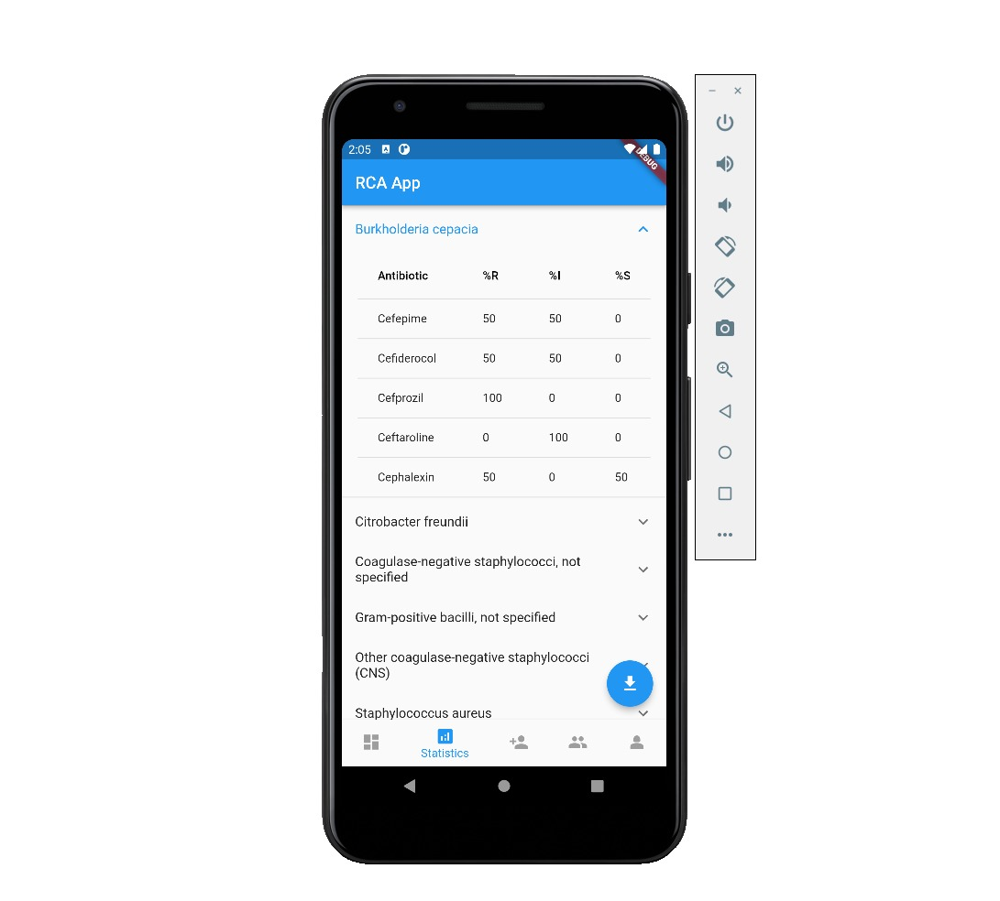 2:05
DEBUG
RCA App
Burkholderia cepacia
Antibiotic %R %I %S
Cefepime 50 50 0
Cefiderocol 50 50 0
Cefprozil 100 0 0
Ceftaroline 0 100 0
Cephalexin 50 0 50
Citrobacter freundii
Coagulase-negative staphylococci, not
specified
Gram-positive bacilli, not specified
Other coagulase-negative staphylococci
(CNS)
Staphylococcus aureus
Statistics